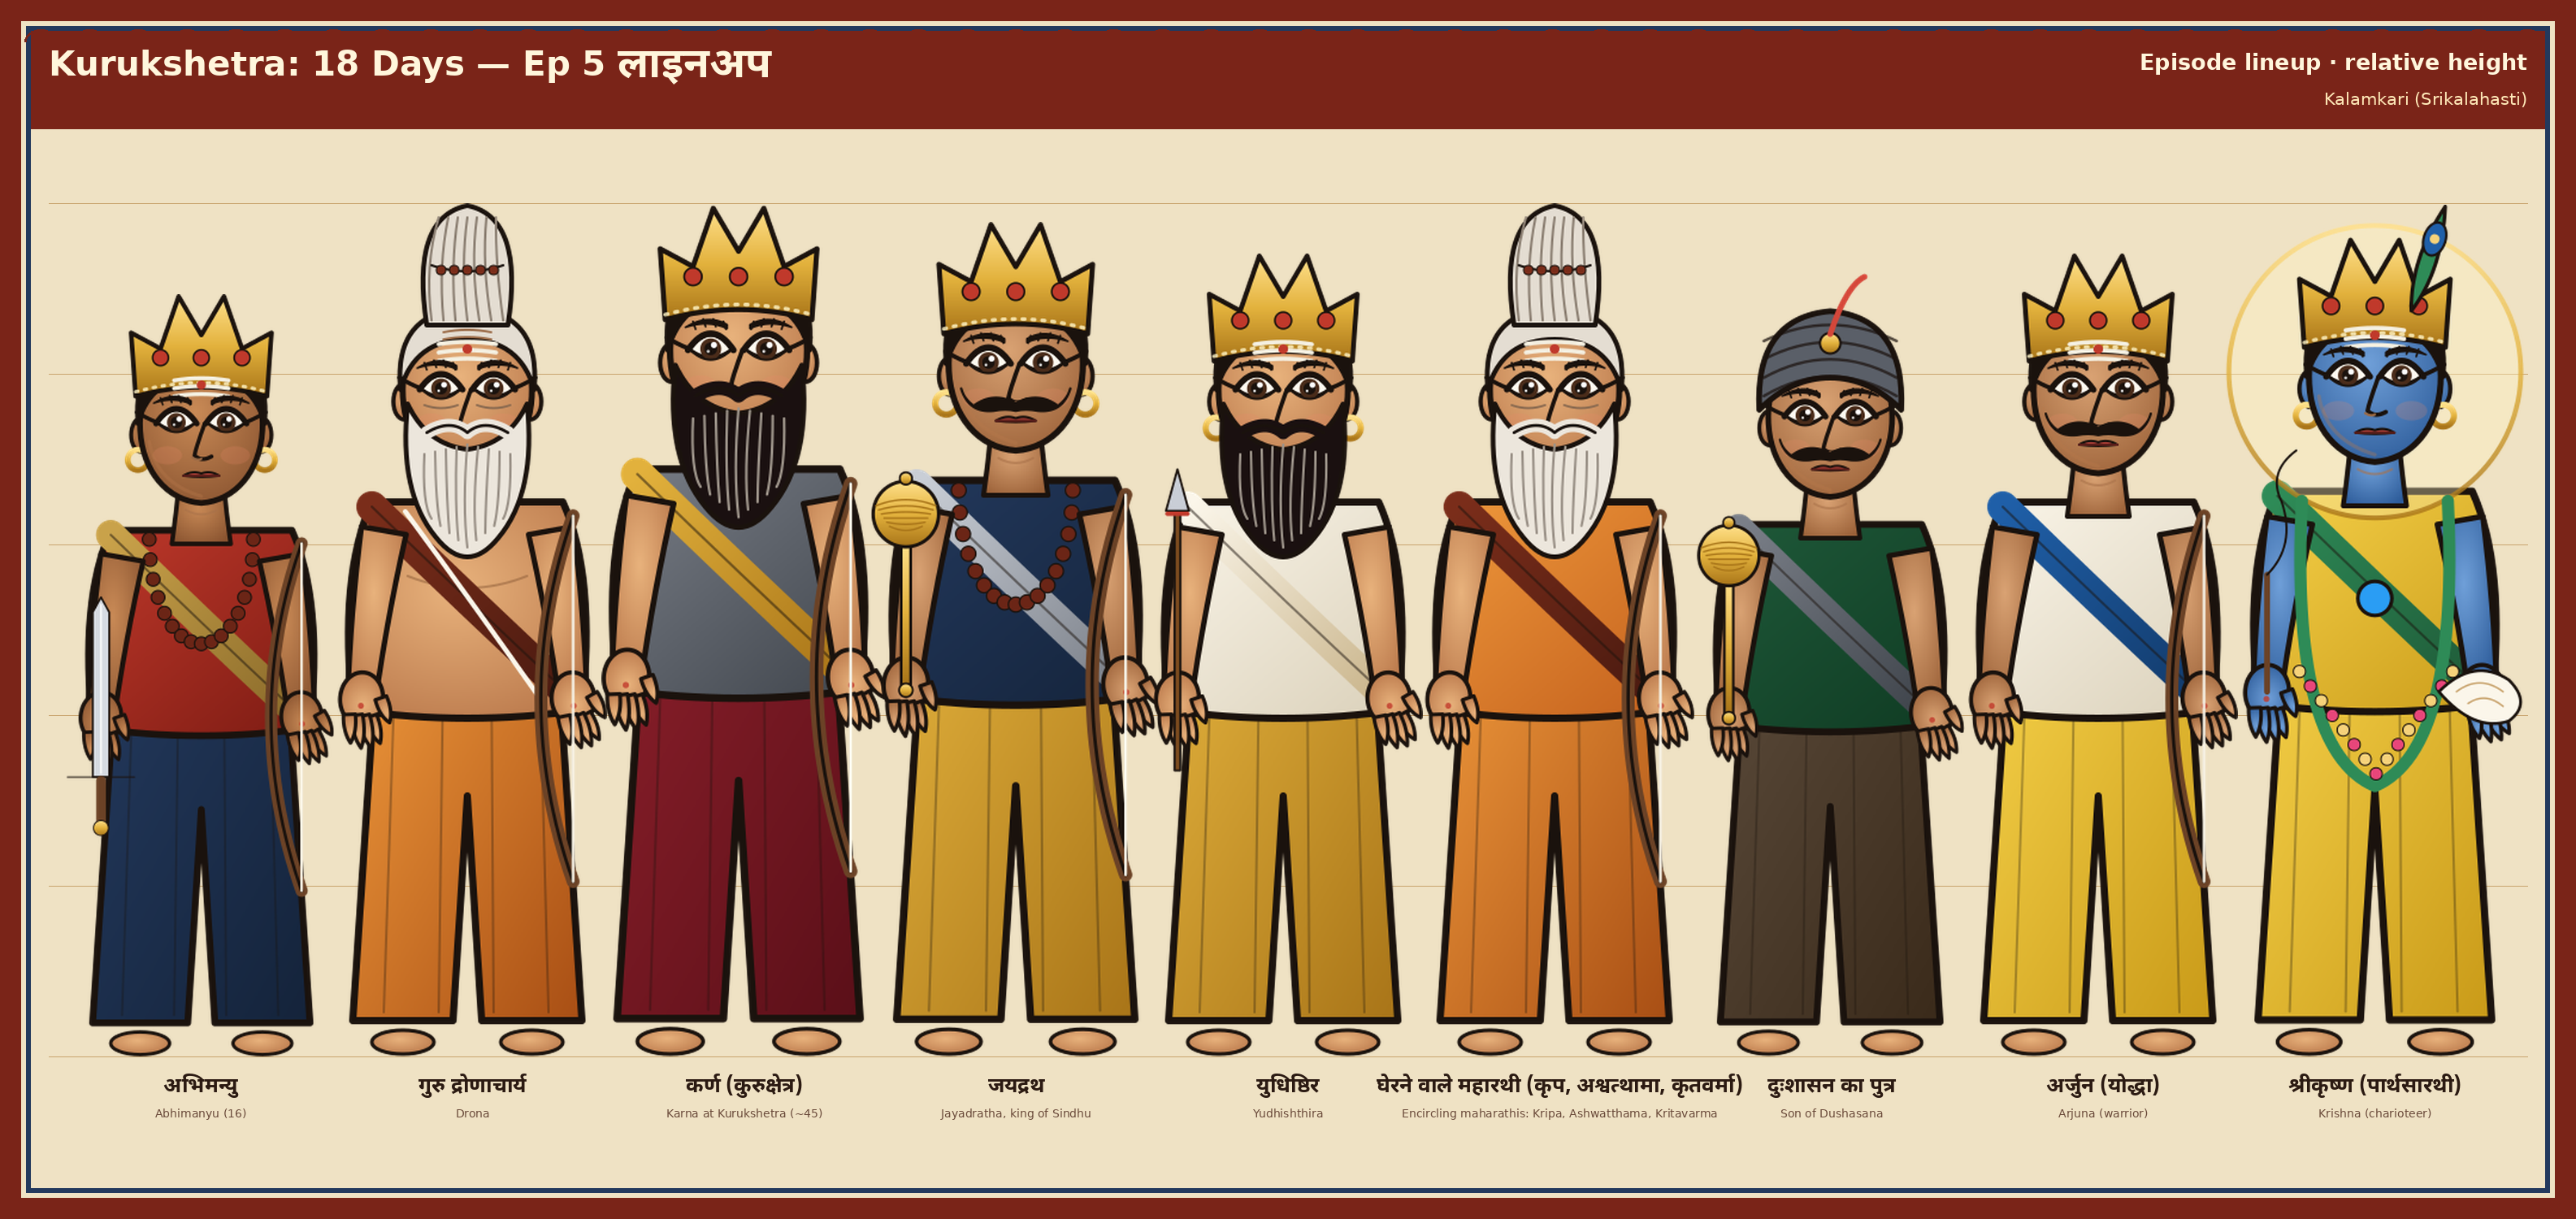 Kurukshetra: 18 Days — Ep 5 लाइनअप
Episode lineup · relative height
Kalamkari (Srikalahasti)
अभिमन्यु
Abhimanyu (16)
गुरु द्रोणाचार्य
Drona
कर्ण (कुरुक्षेत्र)
Karna at Kurukshetra (~45)
जयद्रथ
Jayadratha, king of Sindhu
युधिष्ठिर
Yudhishthira
घेरने वाले महारथी (कृप, अश्वत्थामा, कृतवर्मा)
Encircling maharathis: Kripa, Ashwatthama, Kritavarma
दुःशासन का पुत्र
Son of Dushasana
अर्जुन (योद्धा)
Arjuna (warrior)
श्रीकृष्ण (पार्थसारथी)
Krishna (charioteer)